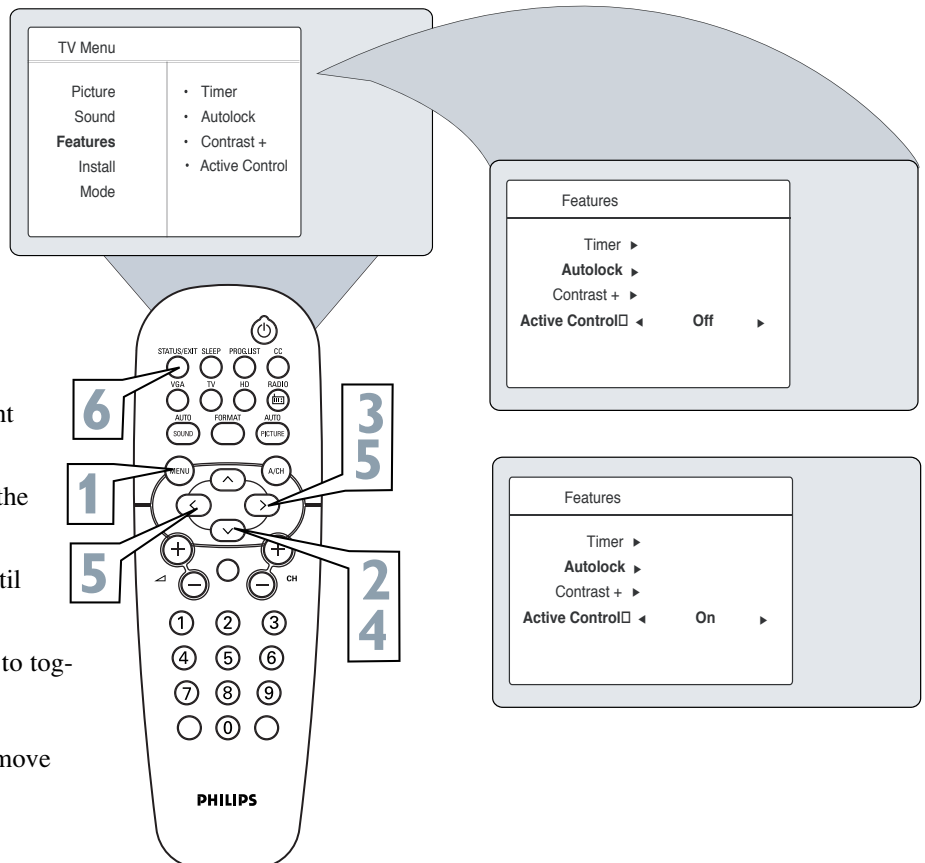 TV Menu
Picture
Sound
Features
Install
Mode
• Timer
• Autolock
• Contrast +
• Active Control
Features
Timer ▶
Autolock ▶
Contrast + ▶
Active Control□ ◀ Off ▶
Features
Timer ▶
Autolock ▶
Contrast + ▶
Active Control□ ◀ On ▶
nt
the
til
to tog-
move
STATUS/EXIT SLEEP PROG.LIST CC
VGA TV HD RADIO
AUTO FORMAT AUTO
SOUND PICTURE
MENU A/CH
+ +
− − CH
1 2 3
4 5 6
7 8 9
0
PHILIPS
6
1
5
3
5
2
4